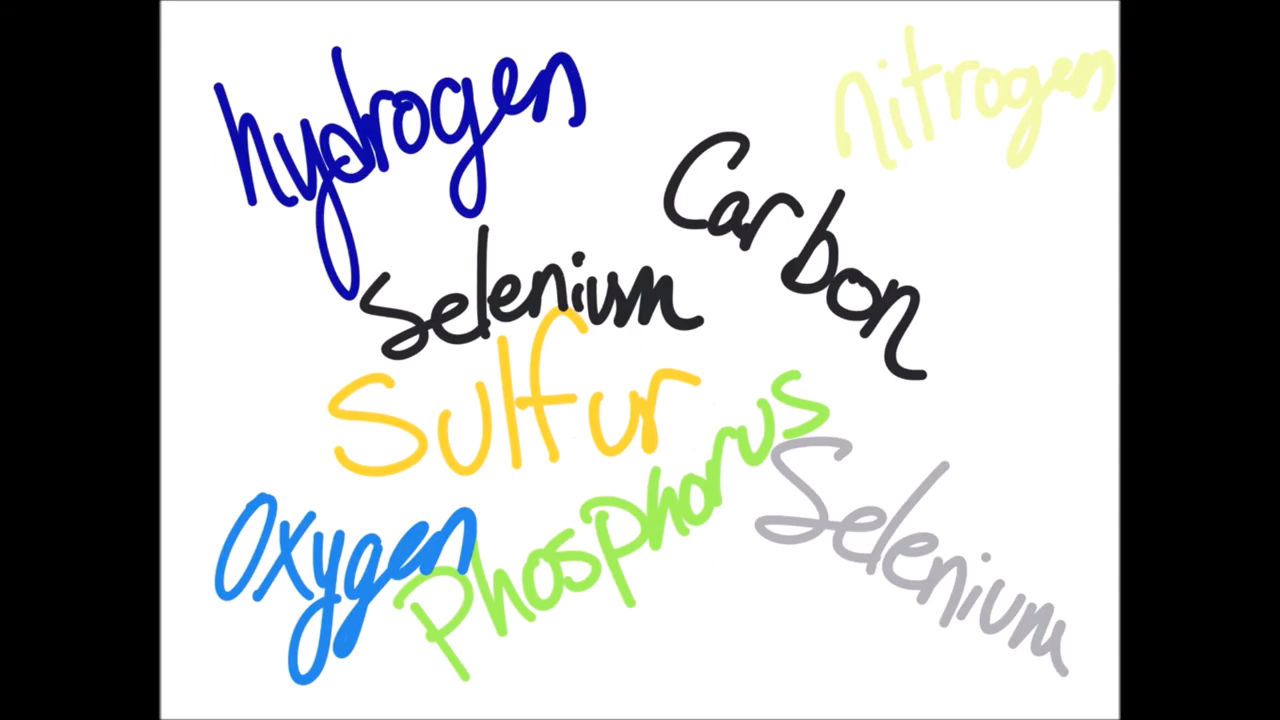 hydrogen
nitrogen
Carbon
Selenium
Sulfur
Phosphorus
Oxygen
Selenium